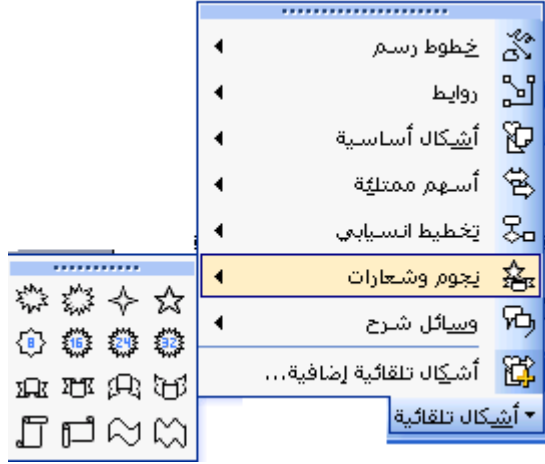 خطوط رسم
روابط
أشكال أساسية
أسهم ممتلئة
تخطيط انسيابي
نجوم وشعارات
وسائل شرح
أشكال تلقائية إضافية...
أشكال تلقائية
8 16 24 32